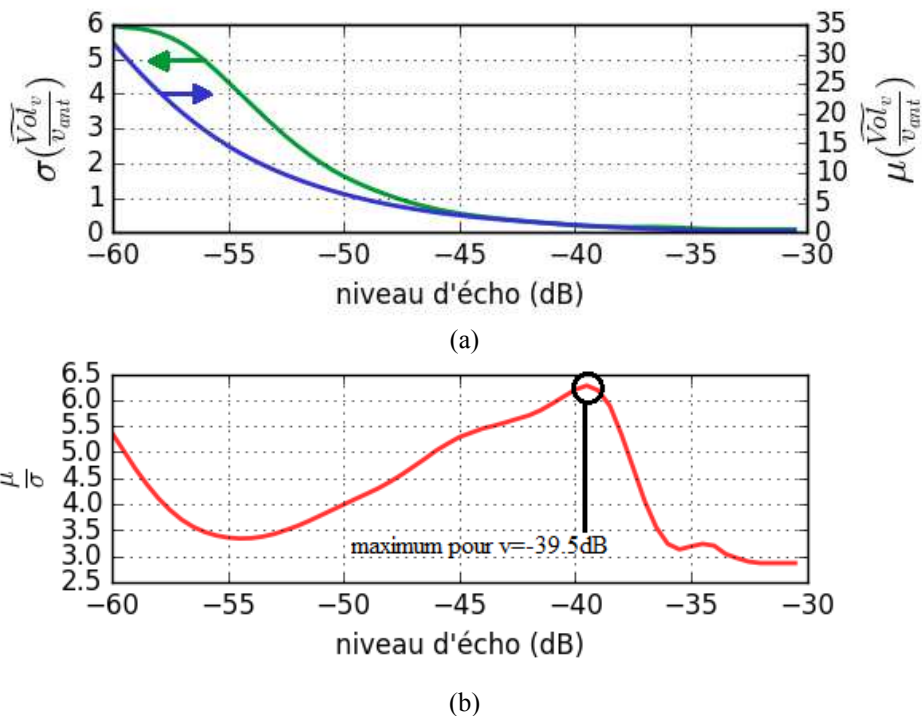 6
5
4
3
2
1
0
35
30
25
20
15
10
5
0
σ(Vol_v/v_ant)
μ(Vol_v/v_ant)
−60 −55 −50 −45 −40 −35 −30
niveau d'écho (dB)
(a)
6.5
6.0
5.5
5.0
4.5
4.0
3.5
3.0
2.5
μ/σ
maximum pour v=-39.5dB
−60 −55 −50 −45 −40 −35 −30
niveau d'écho (dB)
(b)